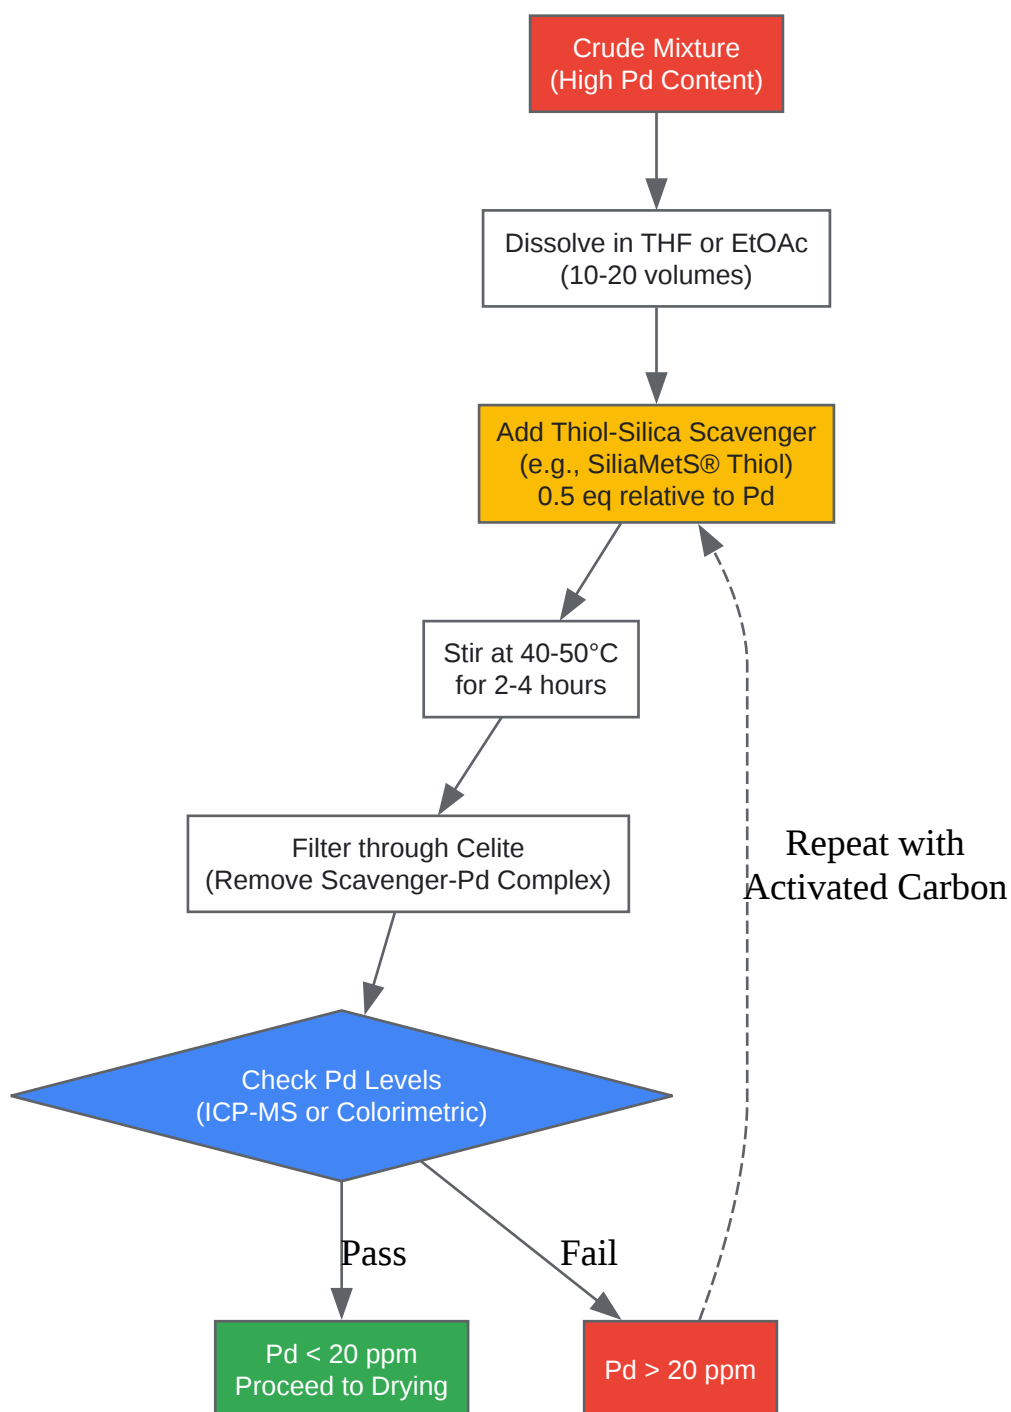 Crude Mixture
(High Pd Content)
Dissolve in THF or EtOAc
(10-20 volumes)
Add Thiol-Silica Scavenger
(e.g., SiliaMetS® Thiol)
0.5 eq relative to Pd
Stir at 40-50°C
for 2-4 hours
Filter through Celite
(Remove Scavenger-Pd Complex)
Repeat with
Activated Carbon
Check Pd Levels
(ICP-MS or Colorimetric)
Pass
Fail
Pd < 20 ppm
Proceed to Drying
Pd > 20 ppm